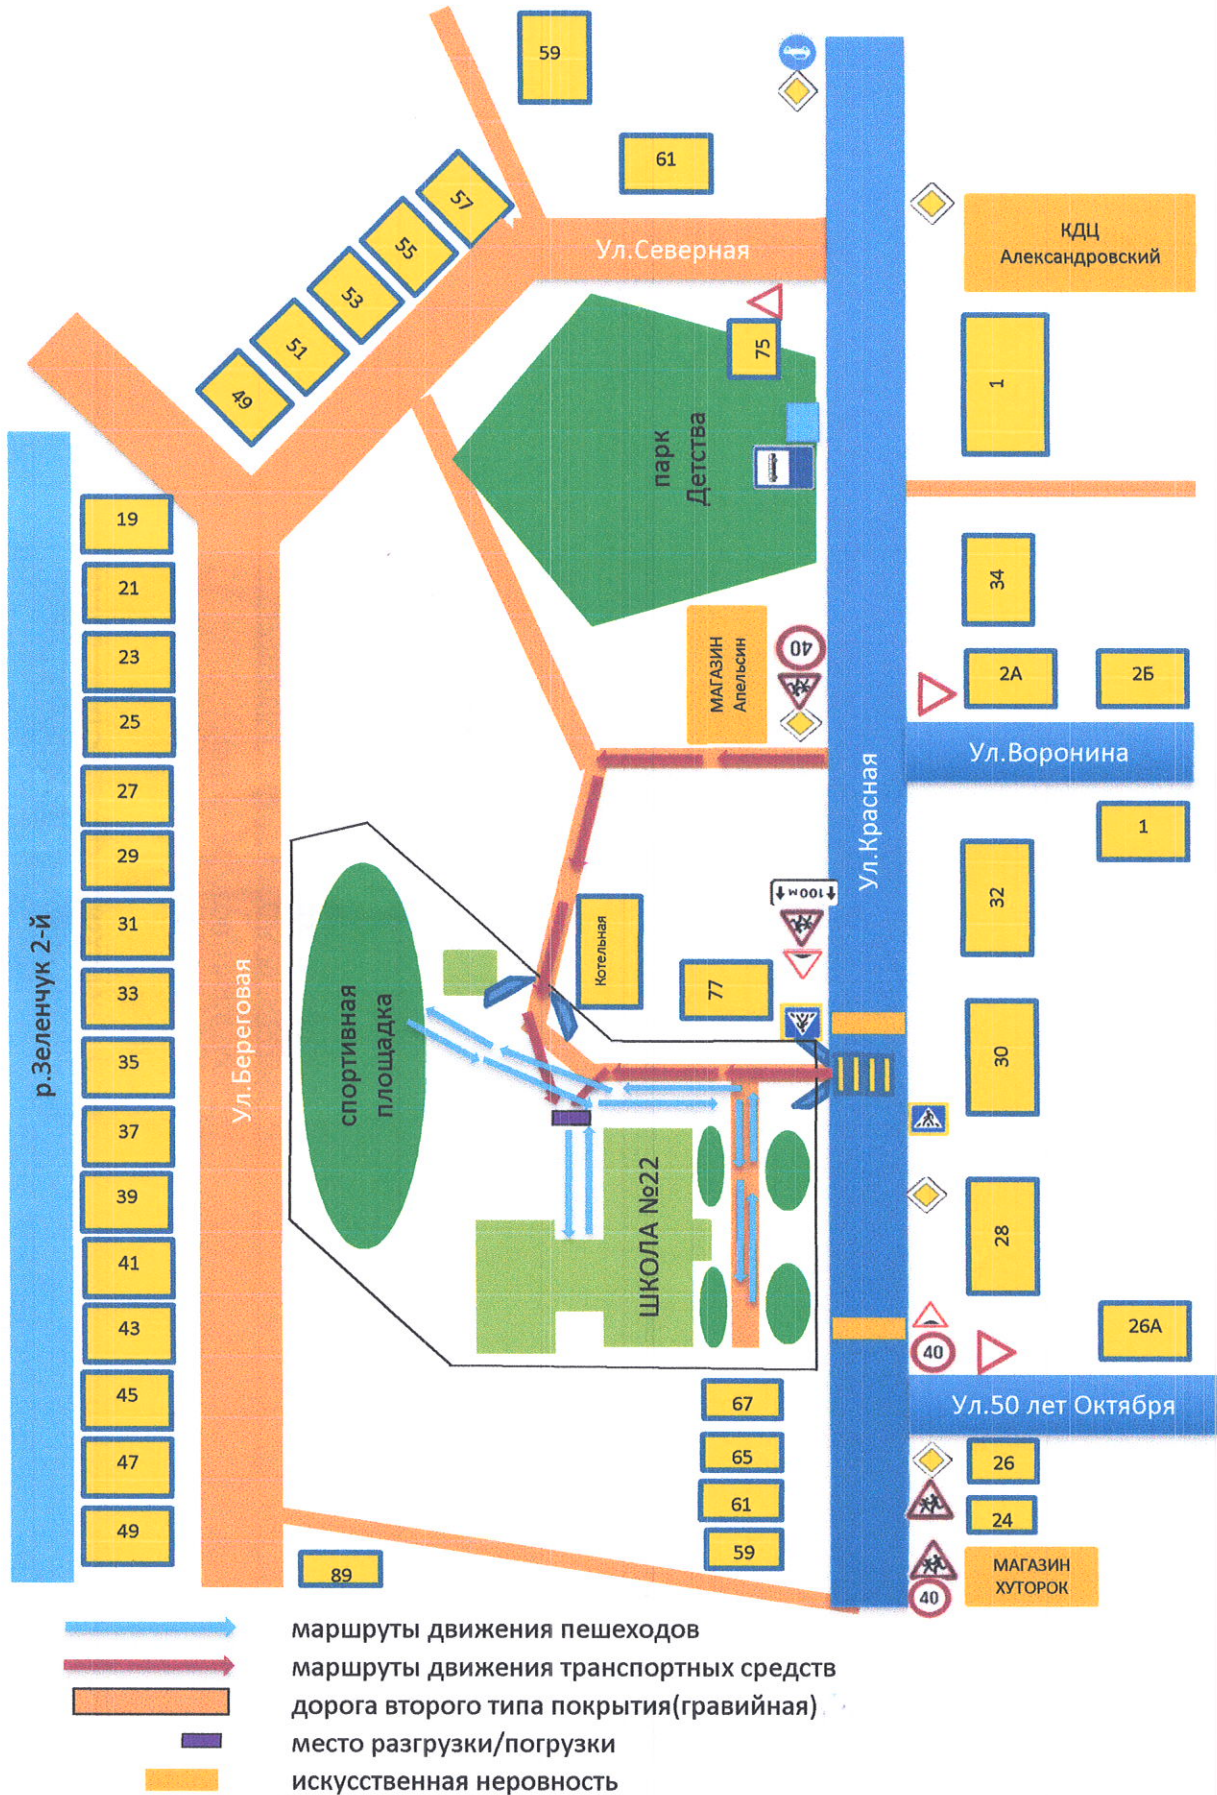 59
61
57
55
53
51
49
Ул.Северная
КДЦ
Александровский
75
1
парк
Детства
р.Зеленчук 2-й
19
21
23
25
27
29
31
33
35
37
39
41
43
45
47
49
Ул.Береговая
34
2А
2Б
МАГАЗИН
Апельсин
40
Ул.Красная
Ул.Воронина
1
32
100м
Котельная
77
30
спортивная
площадка
ШКОЛА №22
28
26А
40
Ул.50 лет Октября
67
65
61
59
26
24
МАГАЗИН
ХУТОРОК
40
89
маршруты движения пешеходов
маршруты движения транспортных средств
дорога второго типа покрытия(гравийная)
место разгрузки/погрузки
искусственная неровность